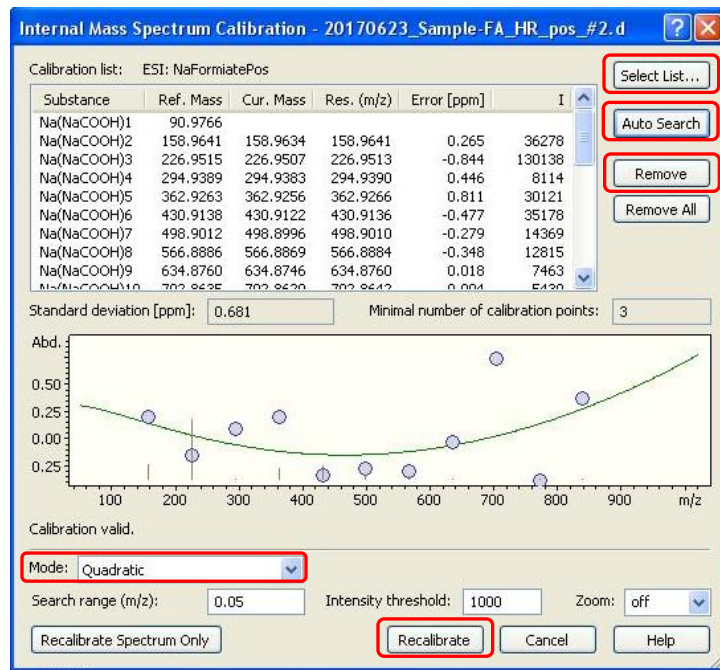 Internal Mass Spectrum Calibration - 20170623_Sample-FA_HR_pos_#2.d
Calibration list: ESI: NaFormiatePos
Select List...
Substance Ref. Mass Cur. Mass Res. (m/z) Error [ppm] I
Na(NaCOOH)1 90.9766
Auto Search
Na(NaCOOH)2 158.9641 158.9634 158.9641 0.265 36278
Na(NaCOOH)3 226.9515 226.9507 226.9513 -0.844 130138
Na(NaCOOH)4 294.9389 294.9383 294.9390 0.446 8114
Remove
Na(NaCOOH)5 362.9263 362.9256 362.9266 0.811 30121
Na(NaCOOH)6 430.9138 430.9122 430.9136 -0.477 35178
Remove All
Na(NaCOOH)7 498.9012 498.8996 498.9010 -0.279 14369
Na(NaCOOH)8 566.8886 566.8869 566.8884 -0.348 12815
Na(NaCOOH)9 634.8760 634.8746 634.8760 0.018 7463
Na(NaCOOH)10 702.8635
Standard deviation [ppm]: 0.681 Minimal number of calibration points: 3
Abd.
0.50
0.25
0.00
0.25
100 200 300 400 500 600 700 800 900 m/z
Calibration valid.
Mode: Quadratic
Search range (m/z): 0.05 Intensity threshold: 1000 Zoom: off
Recalibrate Spectrum Only Recalibrate Cancel Help